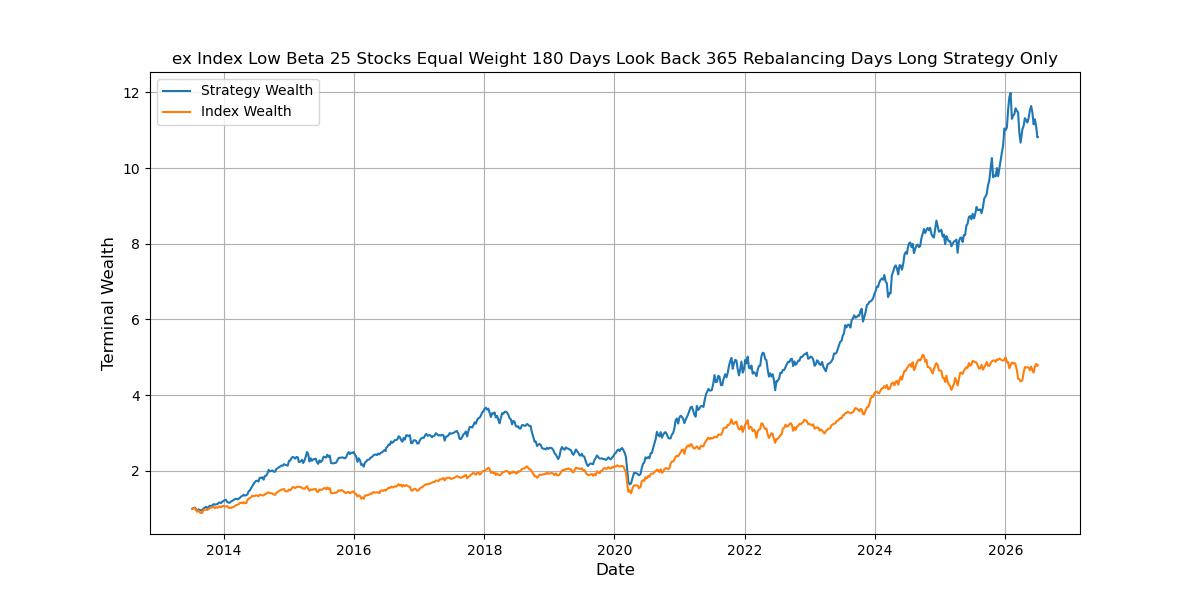 ex Index Low Beta 25 Stocks Equal Weight 180 Days Look Back 365 Rebalancing Days Long Strategy Only
Strategy Wealth
Index Wealth
Terminal Wealth
12
10
8
6
4
2
2014 2016 2018 2020 2022 2024 2026
Date